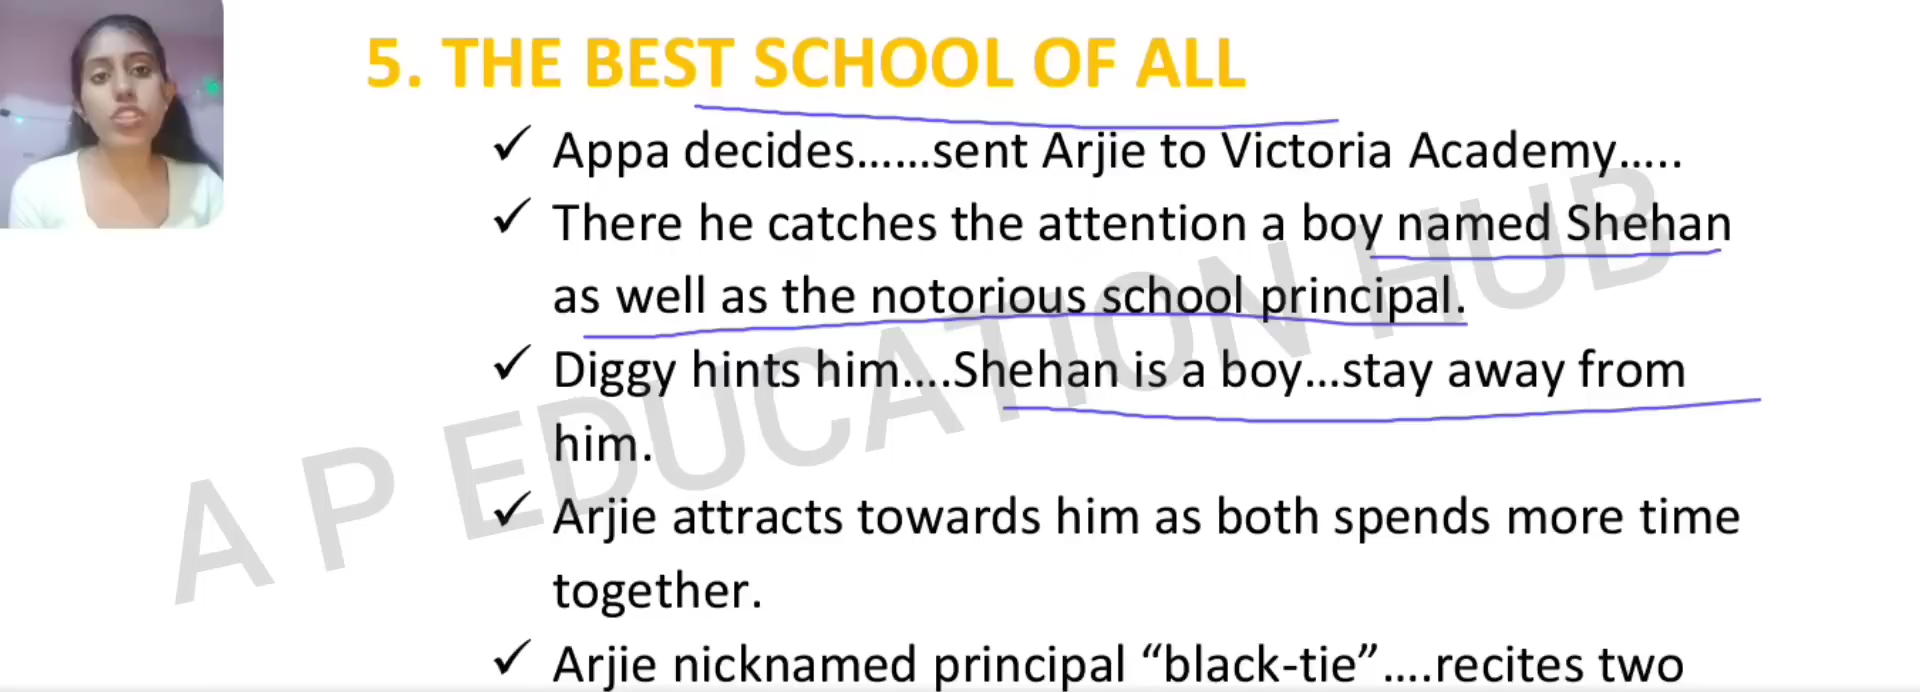 5. THE BEST SCHOOL OF ALL
✓ Appa decides......sent Arjie to Victoria Academy.....
✓ There he catches the attention a boy named Shehan
as well as the notorious school principal.
✓ Diggy hints him....Shehan is a boy...stay away from
him.
✓ Arjie attracts towards him as both spends more time
together.
✓ Arjie nicknamed principal “black-tie”....recites two
A P EDUCATION HUB